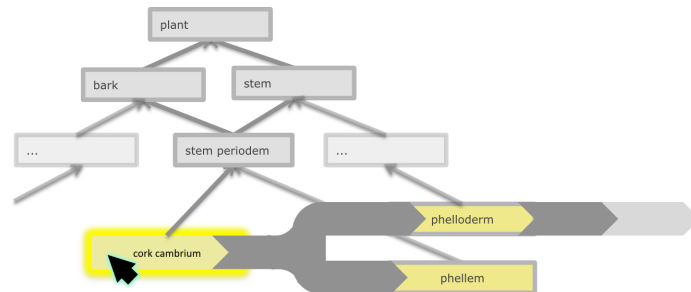 plant
bark
stem
...
stem periodem
...
phelloderm
cork cambrium
phellem